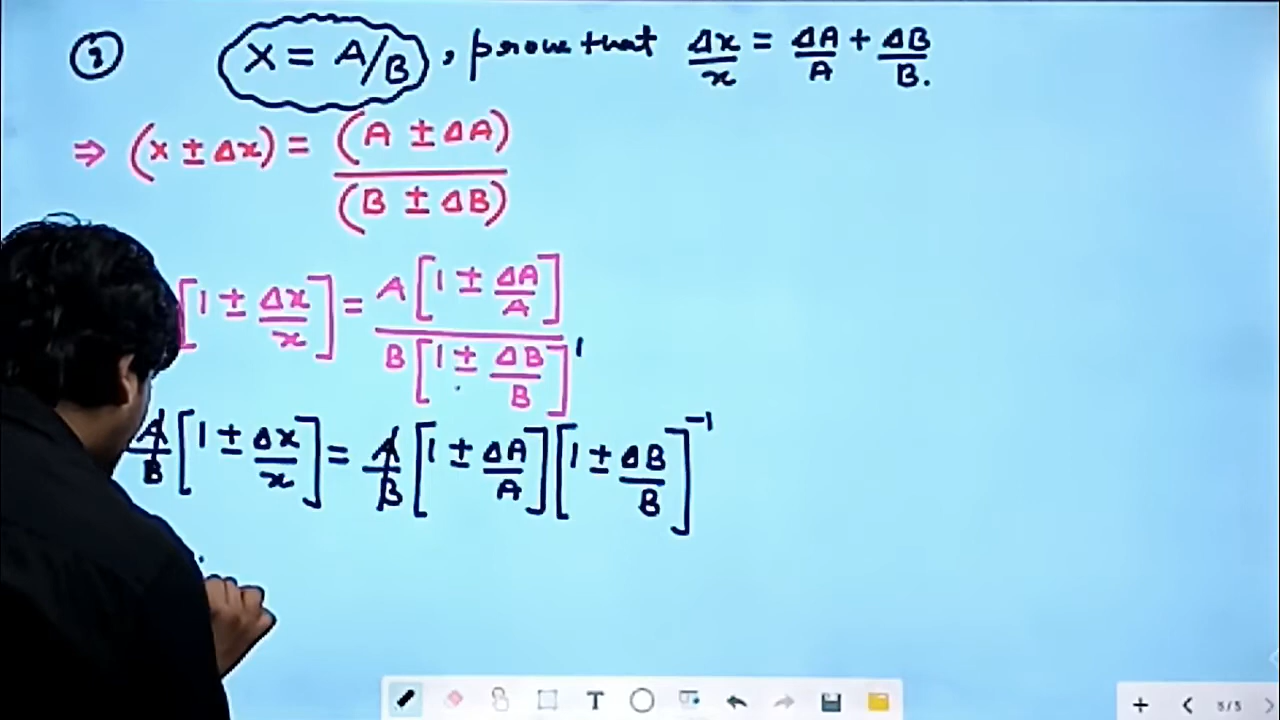 ② X = A/B, prove that Δx/x = ΔA/A + ΔB/B.
⇒ (x ± Δx) = (A ± ΔA)/(B ± ΔB)
[1 ± Δx/x] = A[1 ± ΔA/A]/B[1 ± ΔB/B]¹
A/B [1 ± Δx/x] = A/B [1 ± ΔA/A][1 ± ΔB/B]⁻¹
T
5/5